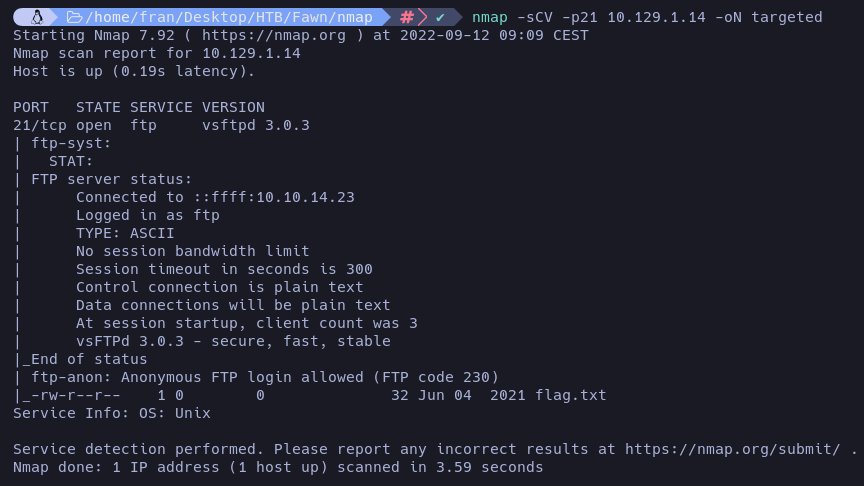 /home/fran/Desktop/HTB/Fawn/nmap # ✔ nmap -sCV -p21 10.129.1.14 -oN targeted
Starting Nmap 7.92 ( https://nmap.org ) at 2022-09-12 09:09 CEST
Nmap scan report for 10.129.1.14
Host is up (0.19s latency).

PORT   STATE SERVICE VERSION
21/tcp open  ftp     vsftpd 3.0.3
| ftp-syst:
|   STAT:
| FTP server status:
|      Connected to ::ffff:10.10.14.23
|      Logged in as ftp
|      TYPE: ASCII
|      No session bandwidth limit
|      Session timeout in seconds is 300
|      Control connection is plain text
|      Data connections will be plain text
|      At session startup, client count was 3
|      vsFTPd 3.0.3 - secure, fast, stable
|_End of status
| ftp-anon: Anonymous FTP login allowed (FTP code 230)
|_-rw-r--r--    1 0        0              32 Jun 04  2021 flag.txt
Service Info: OS: Unix

Service detection performed. Please report any incorrect results at https://nmap.org/submit/ .
Nmap done: 1 IP address (1 host up) scanned in 3.59 seconds